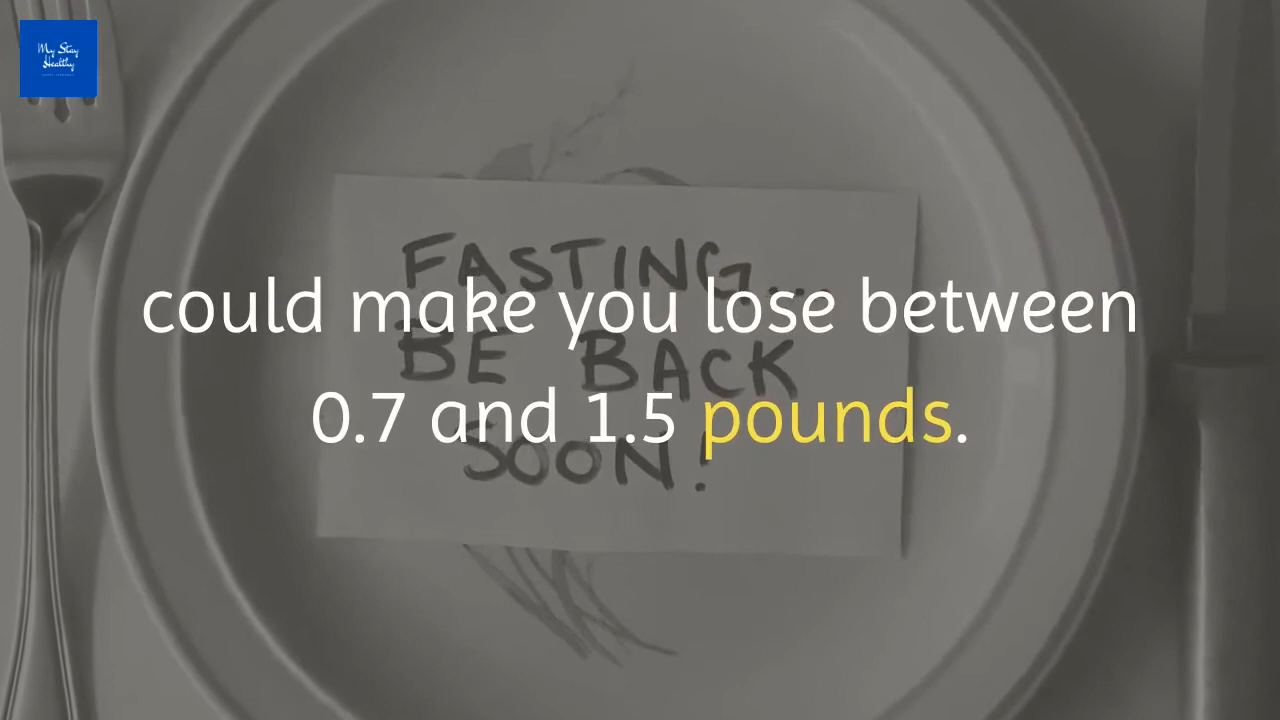 My Stay
Healthy
FASTING...
could make you lose between
BE BACK
0.7 and 1.5 pounds.
SOON!